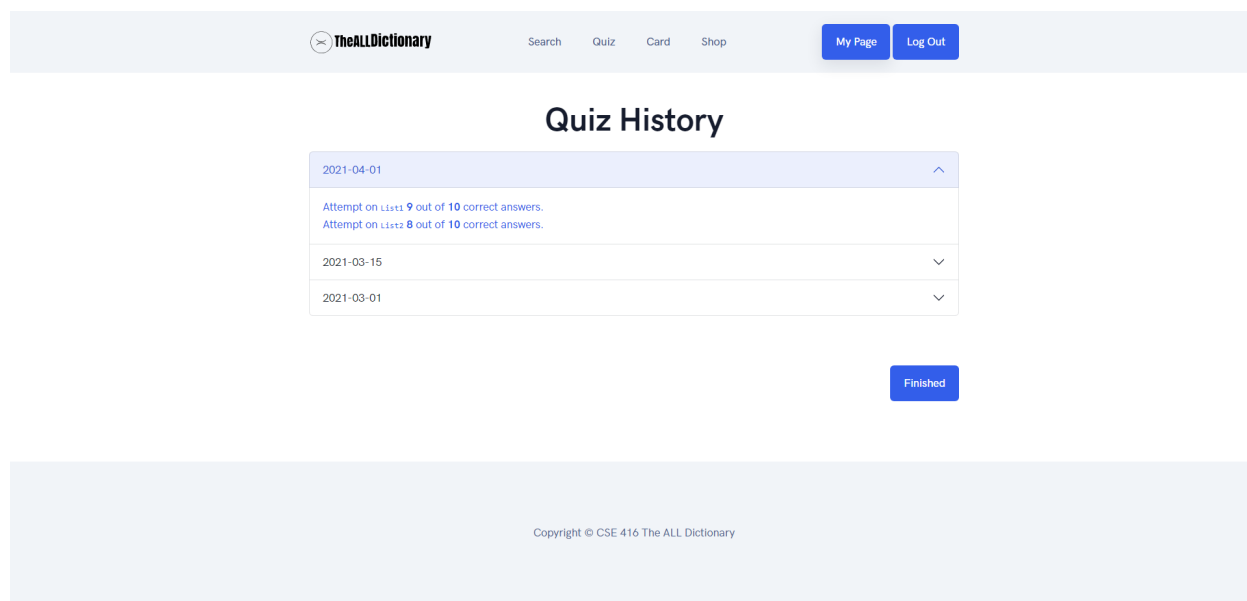 TheALLDictionary Search Quiz Card Shop My Page Log Out
Quiz History
2021-04-01
Attempt on List1 9 out of 10 correct answers.
Attempt on List2 8 out of 10 correct answers.
2021-03-15
2021-03-01
Finished
Copyright © CSE 416 The ALL Dictionary